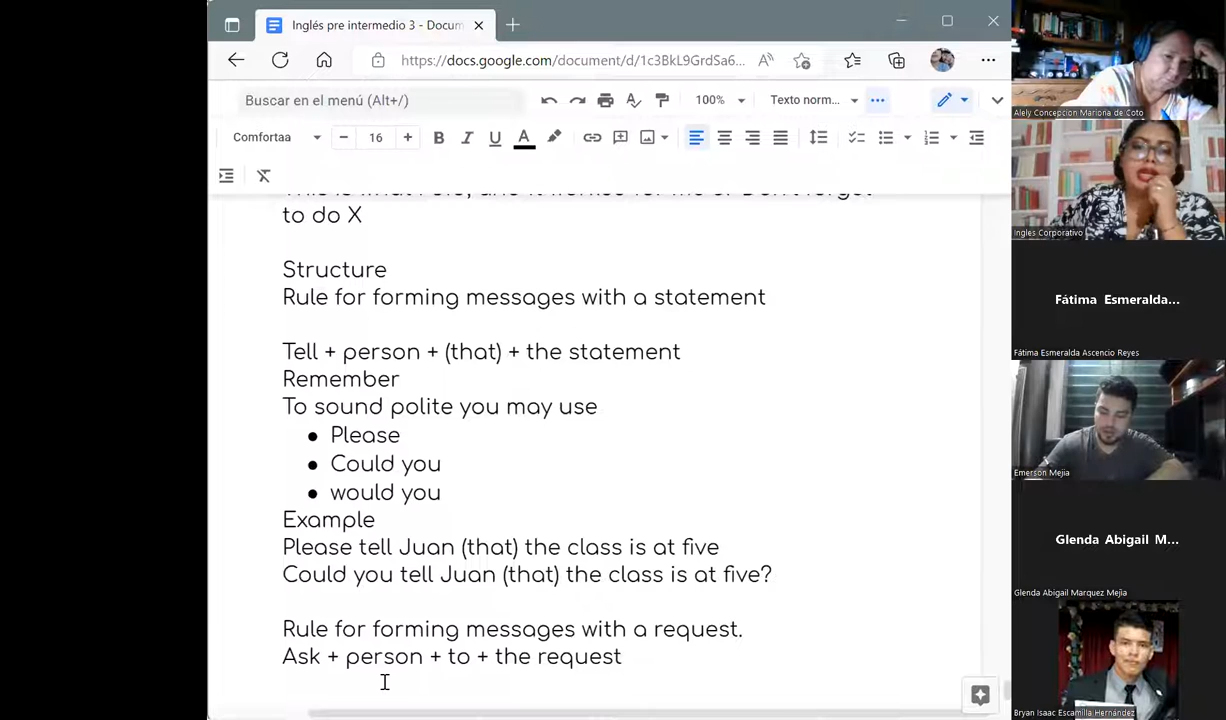 Inglés pre intermedio 3 - Docum
https://docs.google.com/document/d/1c3BkL9GrdSa6...
Buscar en el menú (Alt+/)
100%
Texto norm...
Comfortaa
16
to do X
Structure
Rule for forming messages with a statement
Tell + person + (that) + the statement
Remember
To sound polite you may use
Please
Could you
would you
Example
Please tell Juan (that) the class is at five
Could you tell Juan (that) the class is at five?
Rule for forming messages with a request.
Ask + person + to + the request
Alely Concepcion Mariona de Coto
Ingles Corporativo
Fátima Esmeralda...
Fátima Esmeralda Ascencio Reyes
Emerson Mejia
Glenda Abigail M...
Glenda Abigail Marquez Mejia
Bryan Isaac Escamilla Hernández